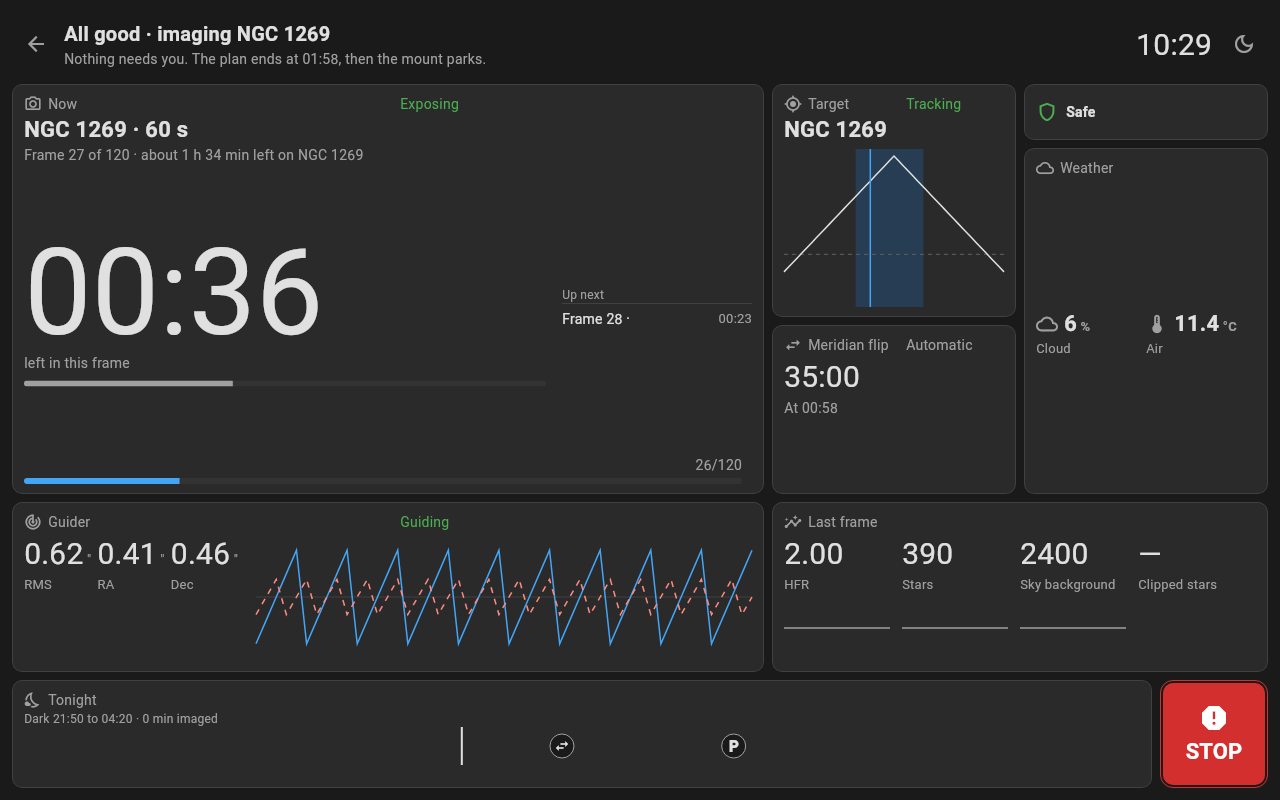 All good · imaging NGC 1269
Nothing needs you. The plan ends at 01:58, then the mount parks.
10:29
Now
Exposing
NGC 1269 · 60 s
Frame 27 of 120 · about 1 h 34 min left on NGC 1269
00:36
left in this frame
Up next
Frame 28 ·
00:23
26/120
Target
Tracking
NGC 1269
Meridian flip
Automatic
35:00
At 00:58
Safe
Weather
6 %
Cloud
11.4 °C
Air
Guider
Guiding
0.62 "
RMS
0.41 "
RA
0.46 "
Dec
Last frame
2.00
HFR
390
Stars
2400
Sky background
—
Clipped stars
Tonight
Dark 21:50 to 04:20 · 0 min imaged
P
STOP